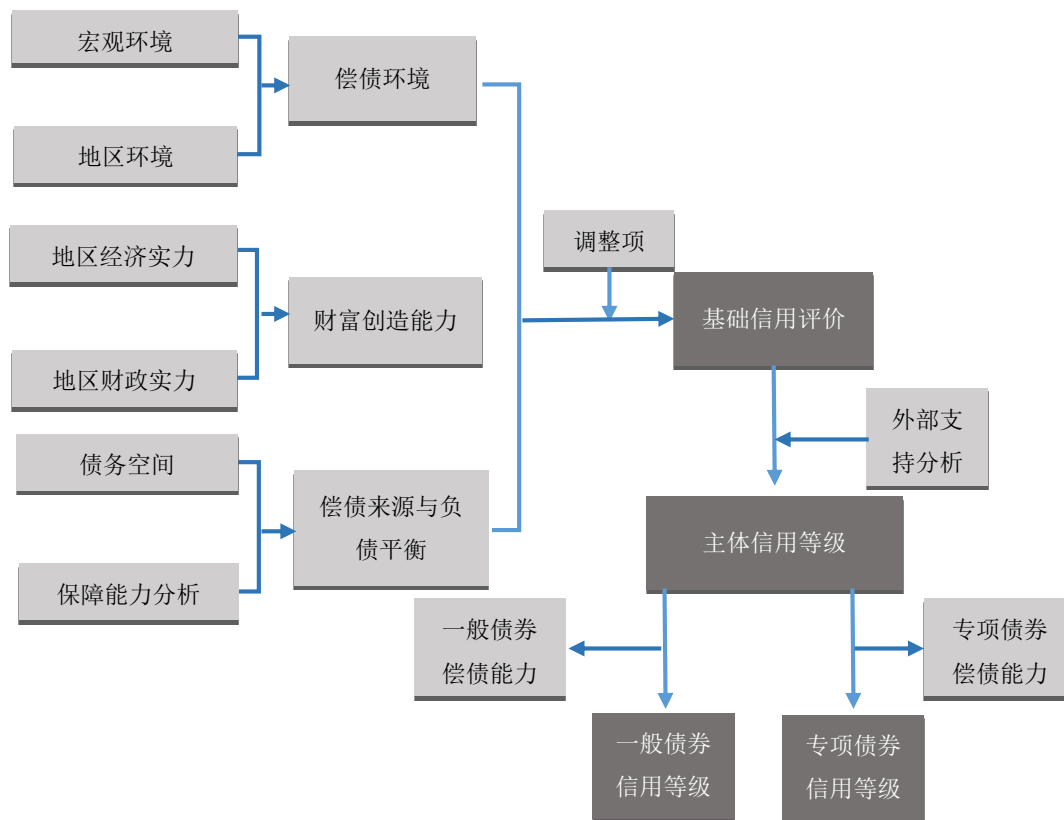 宏观环境
偿债环境
地区环境
地区经济实力
调整项
财富创造能力
基础信用评价
地区财政实力
外部支
持分析
债务空间
偿债来源与负
债平衡
主体信用等级
保障能力分析
一般债券
偿债能力
专项债券
偿债能力
一般债券
信用等级
专项债券
信用等级